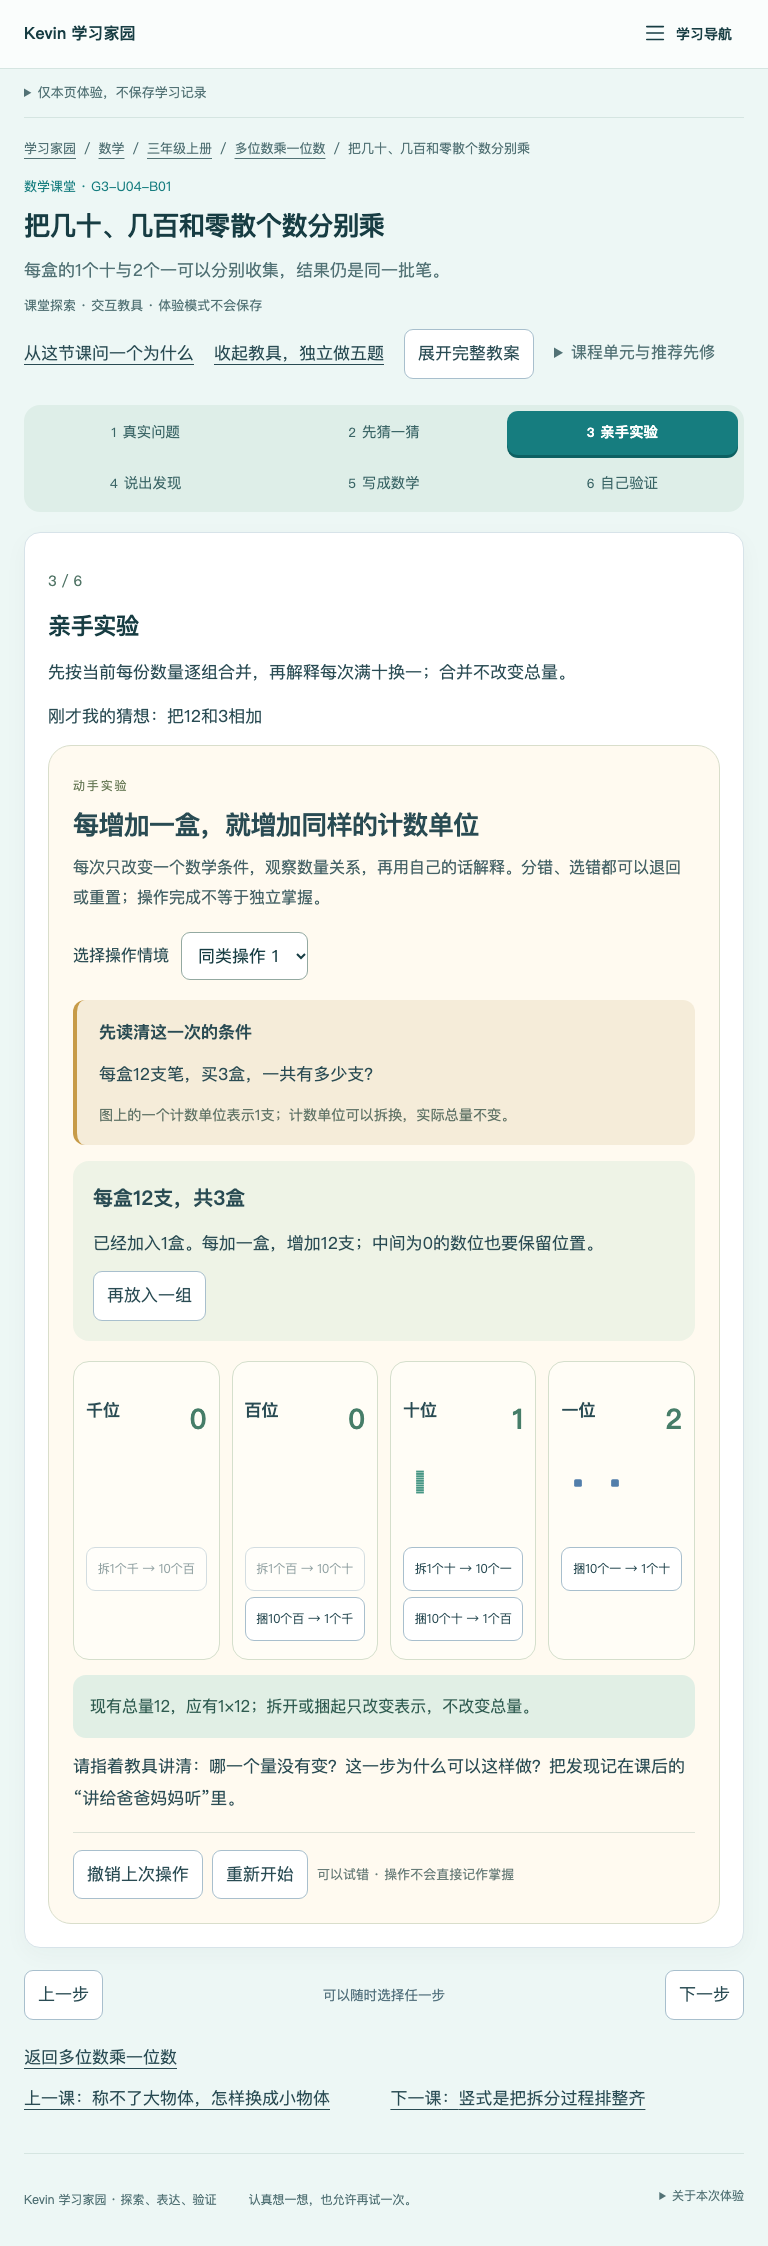 Kevin 学习家园
学习导航
▶ 仅本页体验，不保存学习记录
学习家园 / 数学 / 三年级上册 / 多位数乘一位数 / 把几十、几百和零散个数分别乘
数学课堂 · G3-U04-B01
把几十、几百和零散个数分别乘
每盒的1个十与2个一可以分别收集，结果仍是同一批笔。
课堂探索 · 交互教具 · 体验模式不会保存
从这节课问一个为什么 收起教具，独立做五题 展开完整教案 ▶ 课程单元与推荐先修
1 真实问题 2 先猜一猜 3 亲手实验
4 说出发现 5 写成数学 6 自己验证
3 / 6
亲手实验
先按当前每份数量逐组合并，再解释每次满十换一；合并不改变总量。
刚才我的猜想：把12和3相加
动手实验
每增加一盒，就增加同样的计数单位
每次只改变一个数学条件，观察数量关系，再用自己的话解释。分错、选错都可以退回
或重置；操作完成不等于独立掌握。
选择操作情境 同类操作 1
先读清这一次的条件
每盒12支笔，买3盒，一共有多少支？
图上的一个计数单位表示1支；计数单位可以拆换，实际总量不变。
每盒12支，共3盒
已经加入1盒。每加一盒，增加12支；中间为0的数位也要保留位置。
再放入一组
千位 0 百位 0 十位 1 一位 2
拆1个千 → 10个百 拆1个百 → 10个十 拆1个十 → 10个一 捆10个一 → 1个十
捆10个百 → 1个千 捆10个十 → 1个百
现有总量12，应有1×12；拆开或捆起只改变表示，不改变总量。
请指着教具讲清：哪一个量没有变？这一步为什么可以这样做？把发现记在课后的
“讲给爸爸妈妈听”里。
撤销上次操作 重新开始 可以试错 · 操作不会直接记作掌握
上一步 可以随时选择任一步 下一步
返回多位数乘一位数
上一课：称不了大物体，怎样换成小物体 下一课：竖式是把拆分过程排整齐
Kevin 学习家园 · 探索、表达、验证 认真想一想，也允许再试一次。 ▶ 关于本次体验